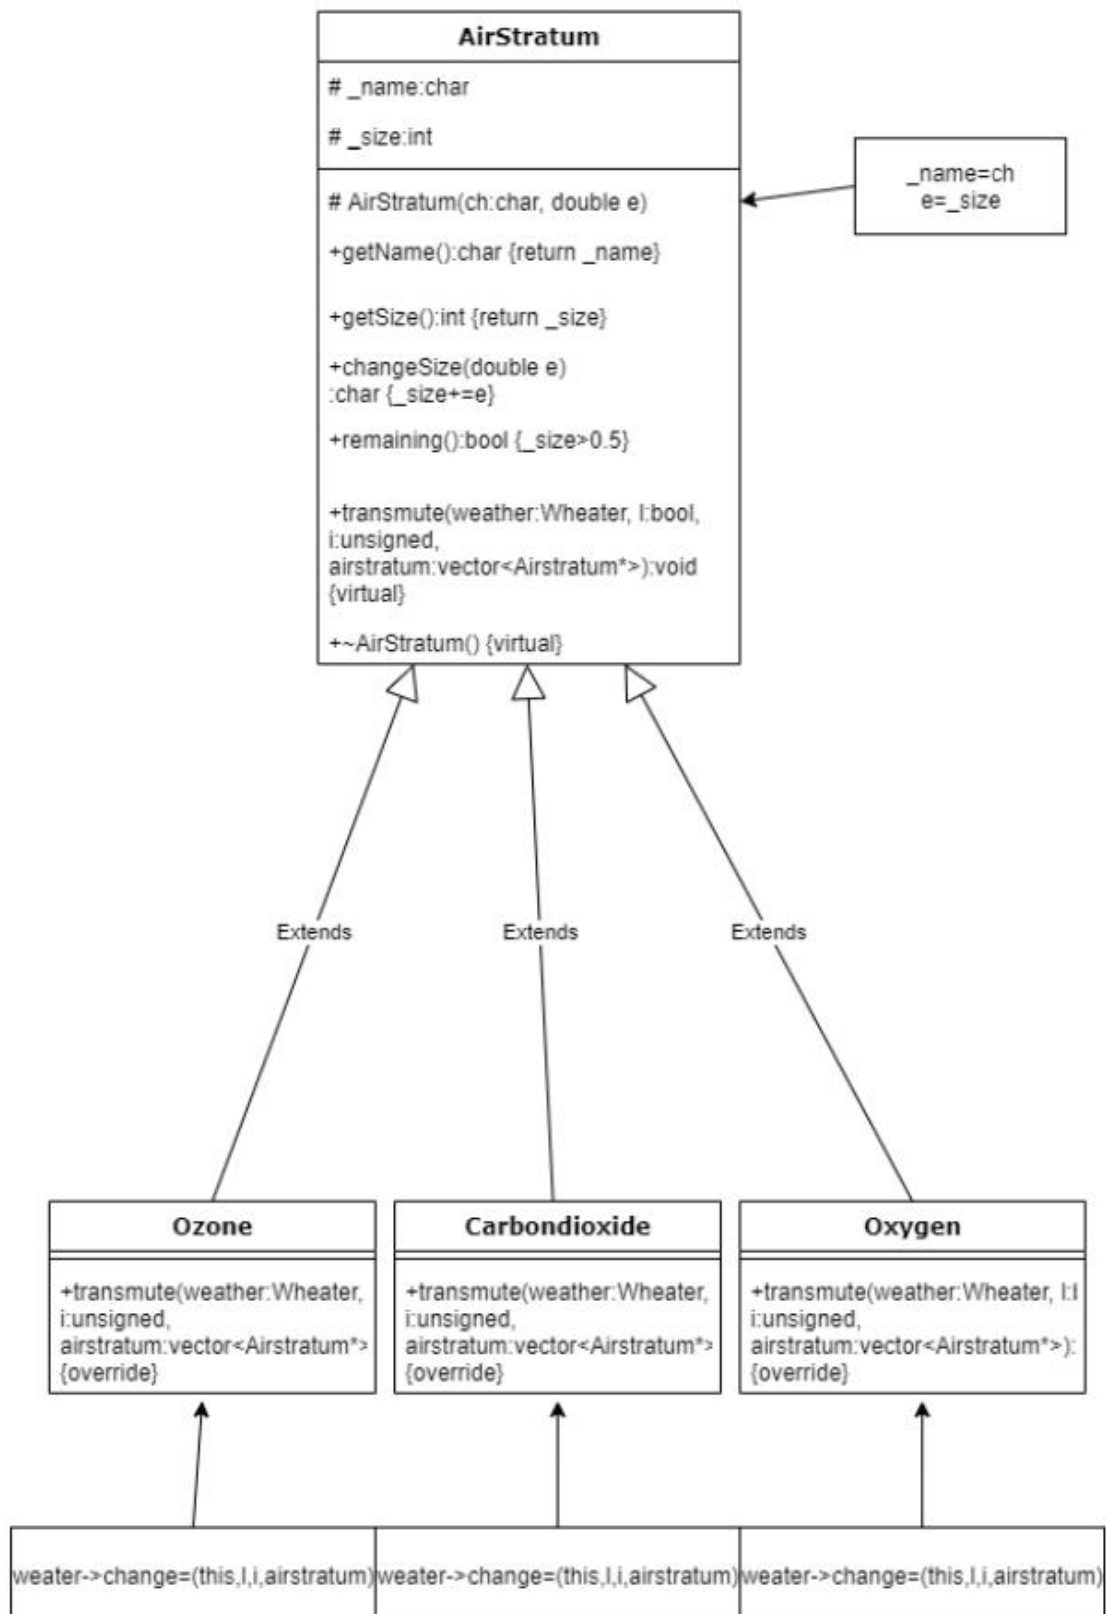 AirStratum
# _name:char
# _size:int
# AirStratum(ch:char, double e)
+getName():char {return _name}
+getSize():int {return _size}
+changeSize(double e)
:char {_size+=e}
+remaining():bool {_size>0.5}
+transmute(weather:Wheater, l:bool,
i:unsigned,
airstratum:vector<Airstratum*>):void
{virtual}
+~AirStratum() {virtual}
_name=ch
e=_size
Extends
Extends
Extends
Ozone
+transmute(weather:Wheater,
i:unsigned,
airstratum:vector<Airstratum*>
{override}
Carbondioxide
+transmute(weather:Wheater,
i:unsigned,
airstratum:vector<Airstratum*>
{override}
Oxygen
+transmute(weather:Wheater, l:
i:unsigned,
airstratum:vector<Airstratum*>):
{override}
weater->change=(this,l,i,airstratum)
weater->change=(this,l,i,airstratum)
weater->change=(this,l,i,airstratum)